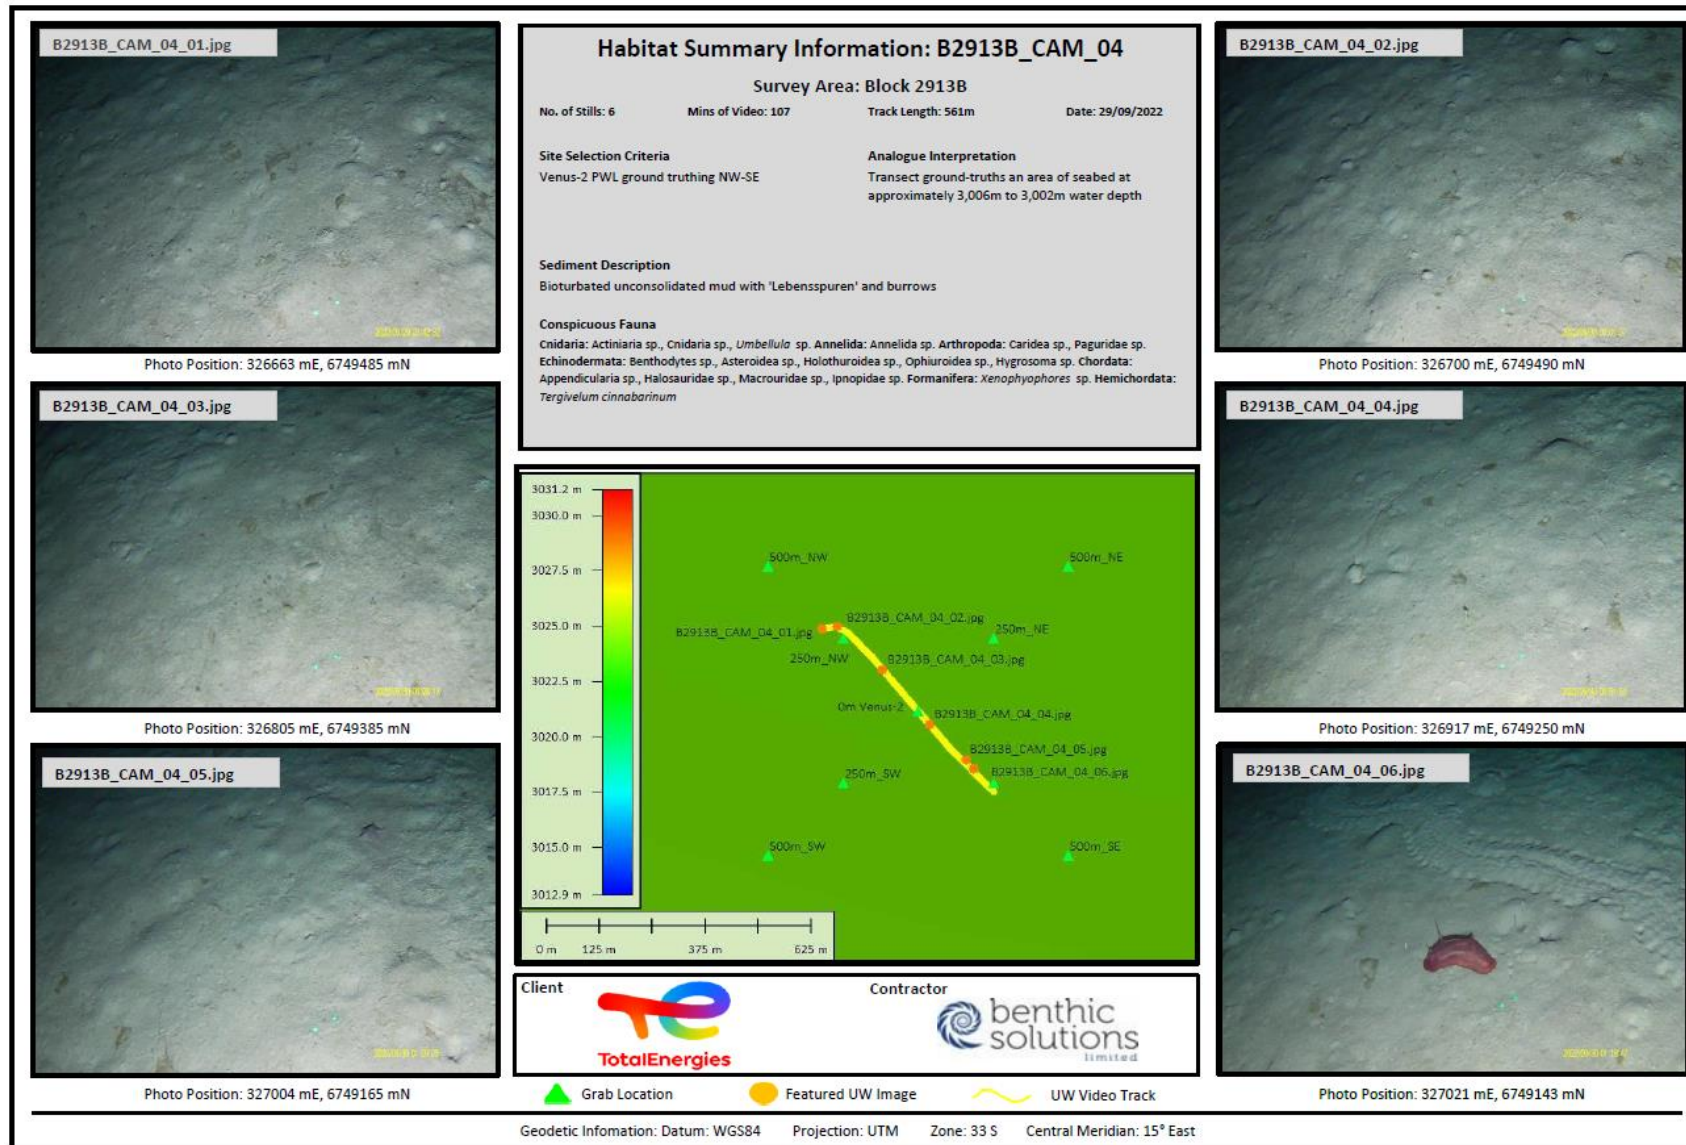 B2913B_CAM_04_01.jpg
Photo Position: 326663 mE, 6749485 mN
B2913B_CAM_04_03.jpg
Photo Position: 326805 mE, 6749385 mN
B2913B_CAM_04_05.jpg
Photo Position: 327004 mE, 6749165 mN
Habitat Summary Information: B2913B_CAM_04
Survey Area: Block 2913B
No. of Stills: 6 Mins of Video: 107 Track Length: 561m Date: 29/09/2022
Site Selection Criteria
Venus-2 PWL ground truthing NW-SE
Analogue Interpretation
Transect ground-truths an area of seabed at
approximately 3,006m to 3,002m water depth
Sediment Description
Bioturbated unconsolidated mud with 'Lebensspuren' and burrows
Conspicuous Fauna
Cnidaria: Actiniaria sp., Cnidaria sp., Umbellula sp. Annelida: Annelida sp. Arthropoda: Caridea sp., Paguridae sp.
Echinodermata: Benthodytes sp., Asteroidea sp., Holothuroidea sp., Ophiuroidea sp., Hygrosoma sp. Chordata:
Appendicularia sp., Halosauridae sp., Macrouridae sp., Ipnopidae sp. Formanifera: Xenophyophores sp. Hemichordata:
Tergivelum cinnabarinum
3031.2 m
3030.0 m
3027.5 m
3025.0 m
3022.5 m
3020.0 m
3017.5 m
3015.0 m
3012.9 m
0 m 125 m 375 m 625 m
500m_NW
500m_NE
B2913B_CAM_04_02.jpg
B2913B_CAM_04_01.jpg
250m_NE
250m_NW
B2913B_CAM_04_03.jpg
0m Venus-2
B2913B_CAM_04_04.jpg
B2913B_CAM_04_05.jpg
250m_SW
B2913B_CAM_04_06.jpg
500m_SW
500m_SE
Client
TotalEnergies
Contractor
benthic
solutions
limited
Grab Location
Featured UW Image
UW Video Track
B2913B_CAM_04_02.jpg
Photo Position: 326700 mE, 6749490 mN
B2913B_CAM_04_04.jpg
Photo Position: 326917 mE, 6749250 mN
B2913B_CAM_04_06.jpg
Photo Position: 327021 mE, 6749143 mN
Geodetic Infomation: Datum: WGS84 Projection: UTM Zone: 33 S Central Meridian: 15° East